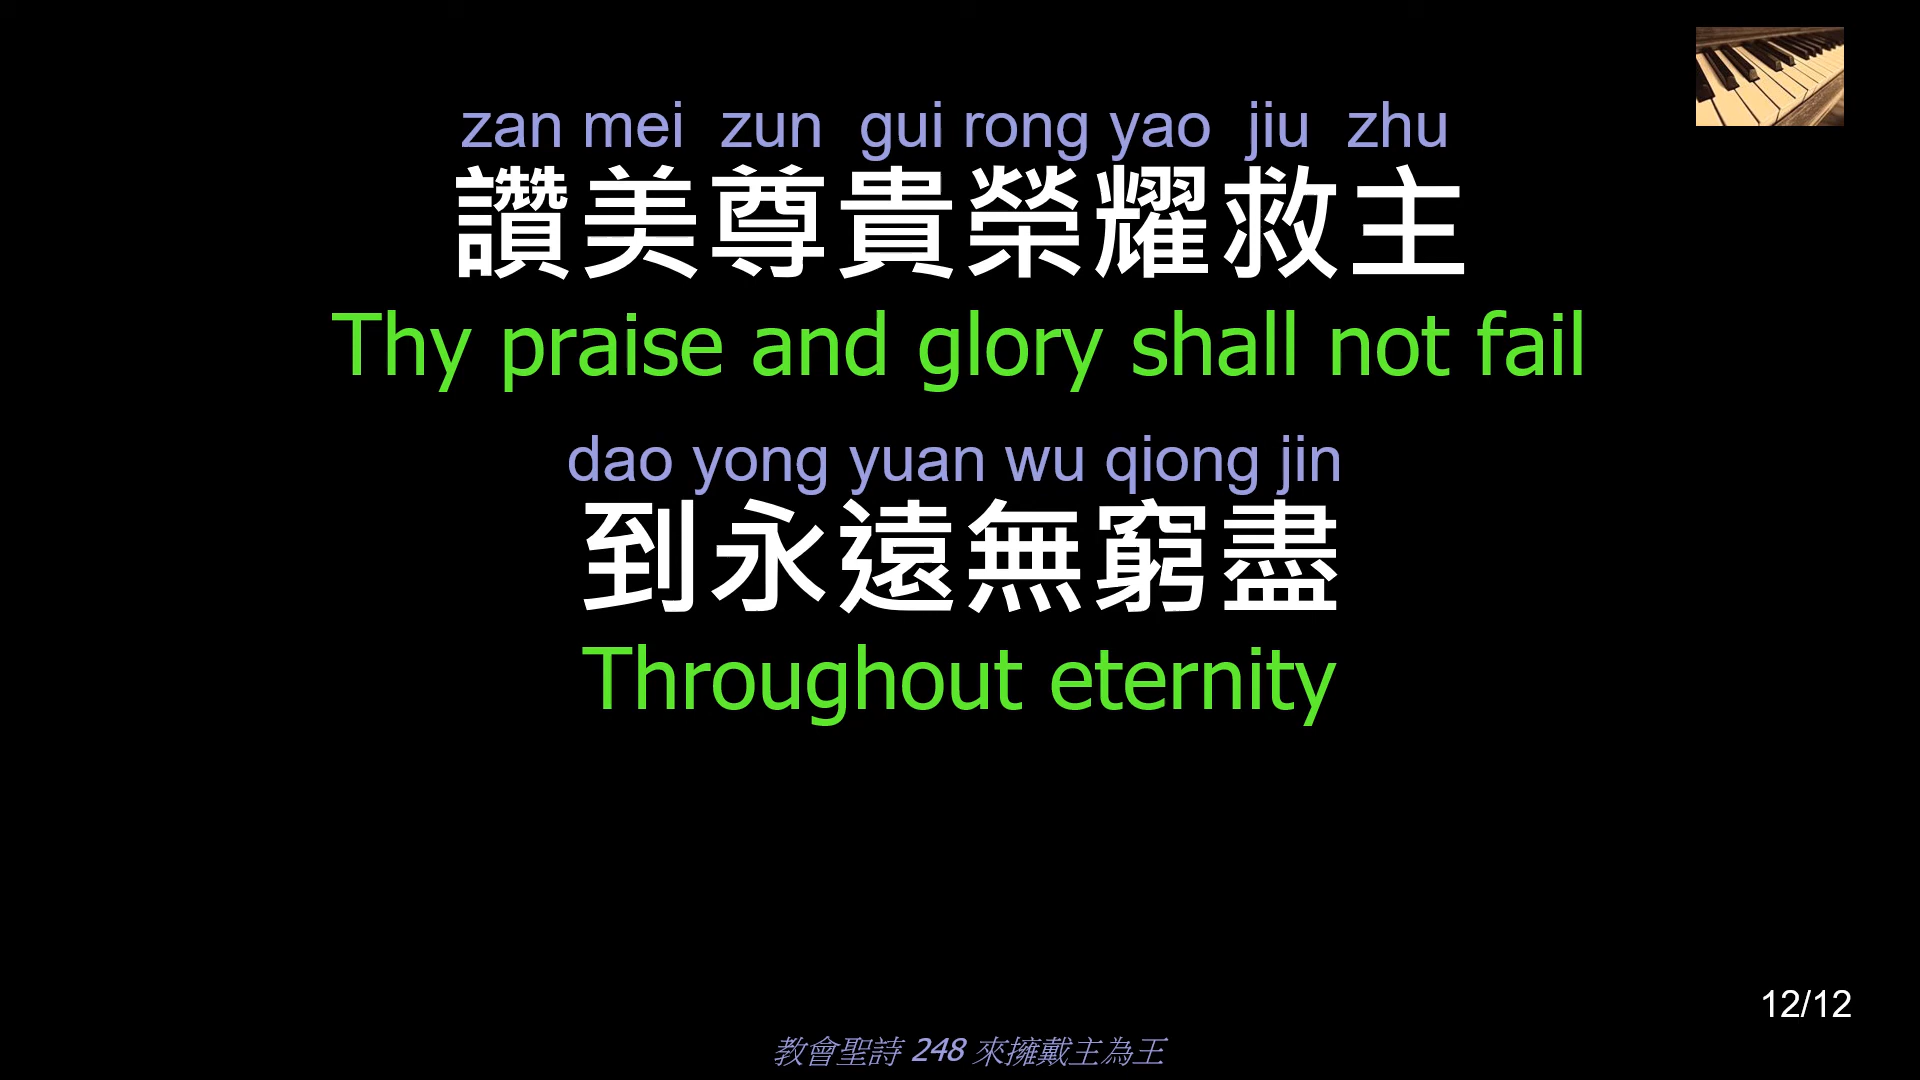 zan mei zun gui rong yao jiu zhu
讚美尊貴榮耀救主
Thy praise and glory shall not fail
dao yong yuan wu qiong jin
到永遠無窮盡
Throughout eternity
12/12
教會聖詩 248 來擁戴主為王